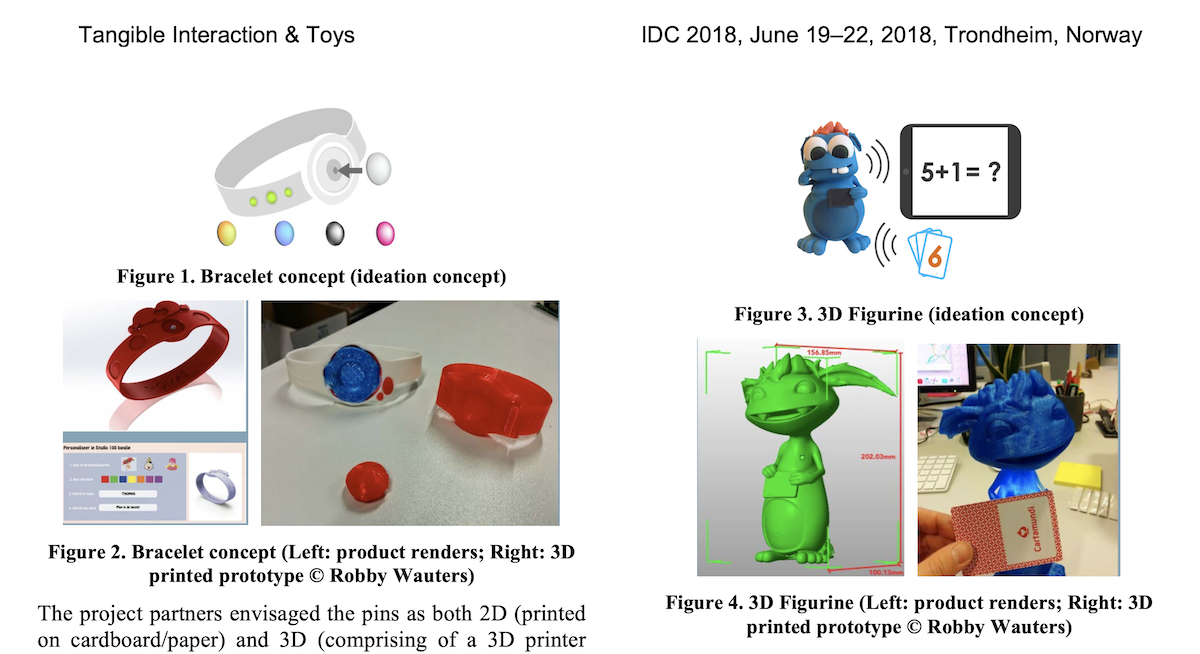 Tangible Interaction & Toys
IDC 2018, June 19–22, 2018, Trondheim, Norway
Figure 1. Bracelet concept (ideation concept)
Personaliseer je Studio 100 bandje
THOMAS
Figure 2. Bracelet concept (Left: product renders; Right: 3D
printed prototype © Robby Wauters)
The project partners envisaged the pins as both 2D (printed
on cardboard/paper) and 3D (comprising of a 3D printer
5+1= ?
6
Figure 3. 3D Figurine (ideation concept)
156.85mm
202.03mm
100.13mm
Cartamundi
Figure 4. 3D Figurine (Left: product renders; Right: 3D
printed prototype © Robby Wauters)